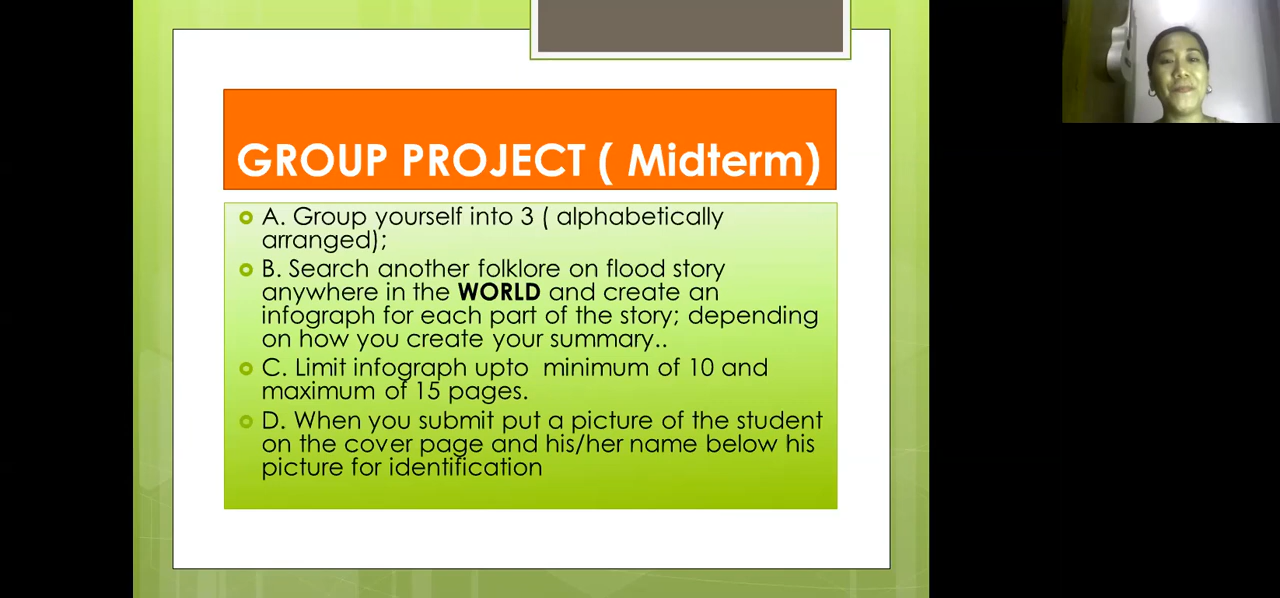 GROUP PROJECT ( Midterm)
A. Group yourself into 3 ( alphabetically
arranged);
B. Search another folklore on flood story
anywhere in the WORLD and create an
infograph for each part of the story; depending
on how you create your summary..
C. Limit infograph upto  minimum of 10 and
maximum of 15 pages.
D. When you submit put a picture of the student
on the cover page and his/her name below his
picture for identification